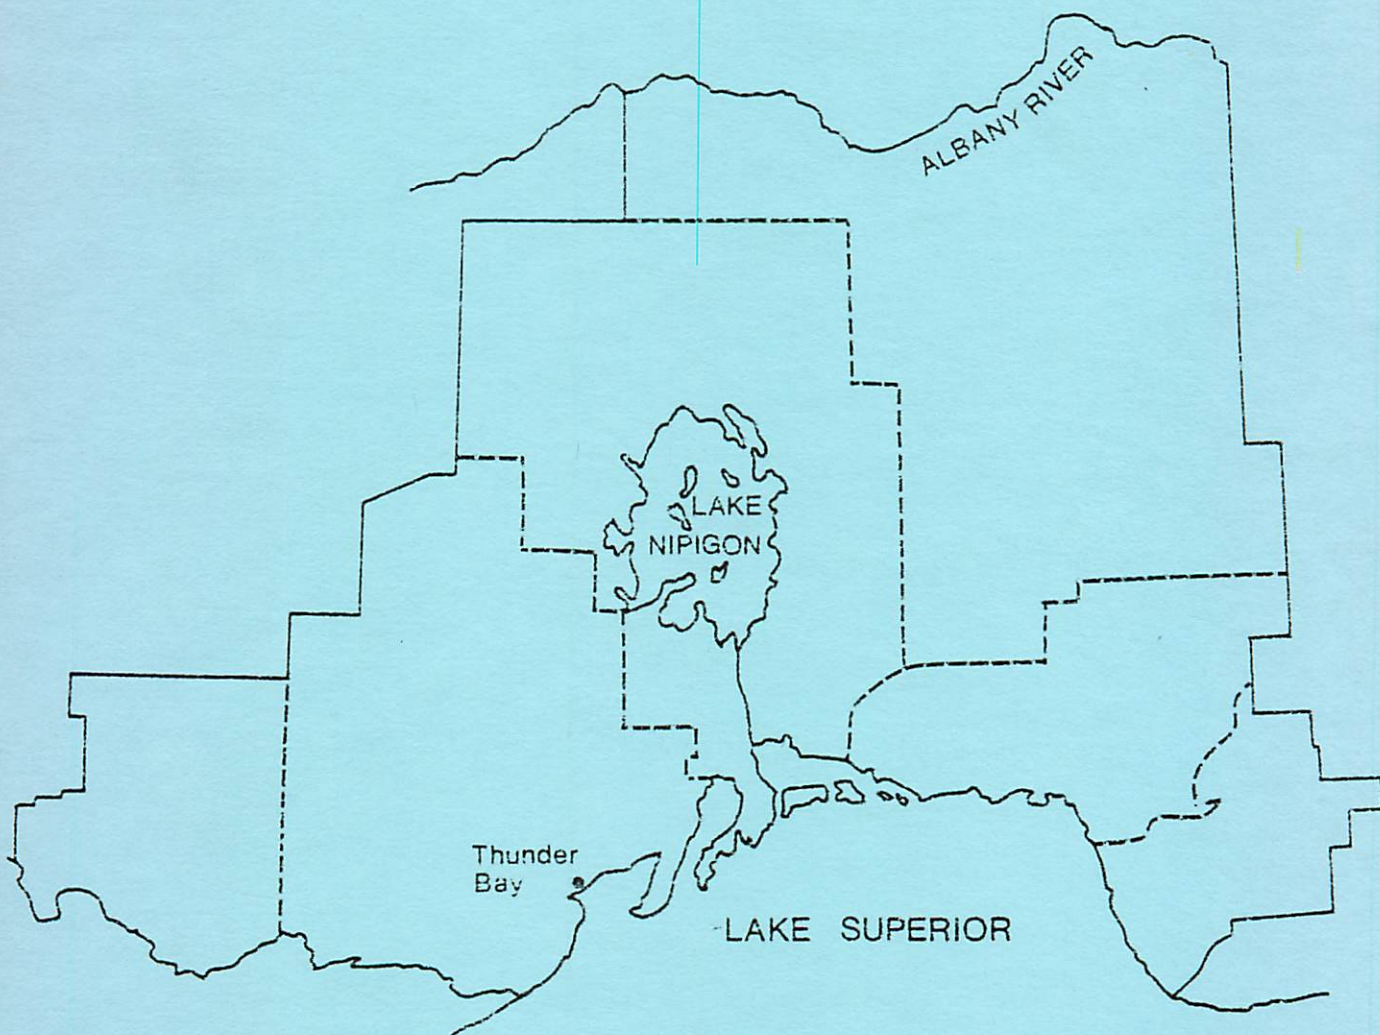 ALBANY RIVER
LAKE
NIPIGON
Thunder
Bay
LAKE SUPERIOR